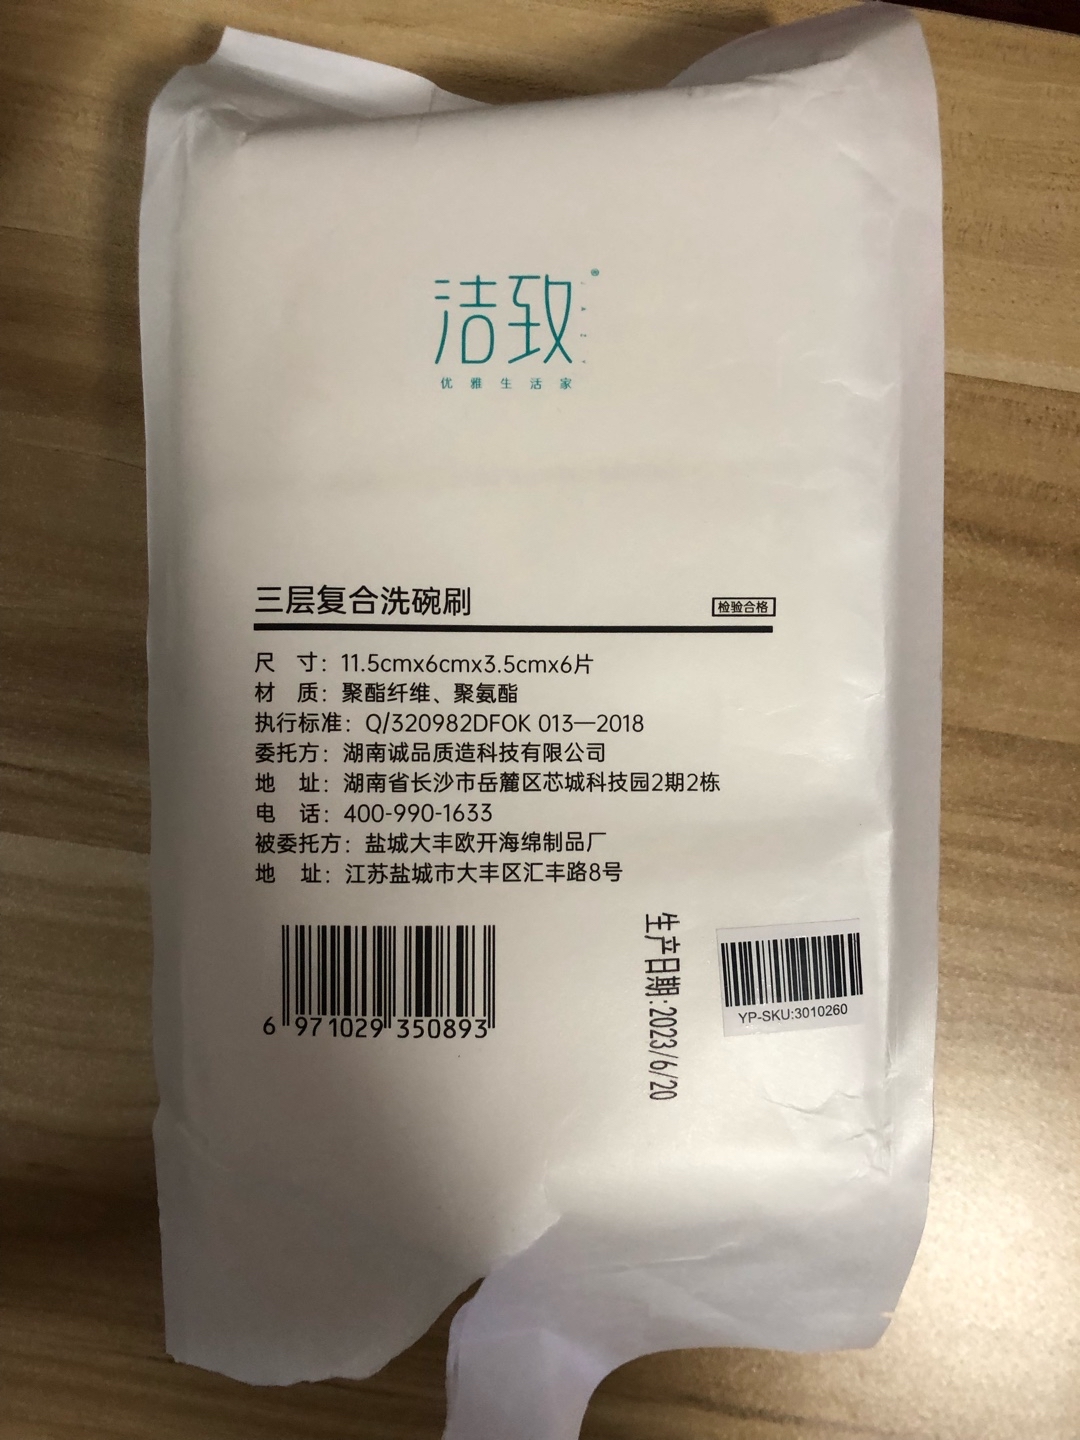 洁致®
优雅生活家
三层复合洗碗刷
检验合格
尺 寸：11.5cmx6cmx3.5cmx6片
材 质：聚酯纤维、聚氨酯
执行标准：Q/320982DFOK 013—2018
委托方：湖南诚品质造科技有限公司
地 址：湖南省长沙市岳麓区芯城科技园2期2栋
电 话：400-990-1633
被委托方：盐城大丰欧开海绵制品厂
地 址：江苏盐城市大丰区汇丰路8号
6 971029 350893
生产日期:2023/6/20
YP-SKU:3010260